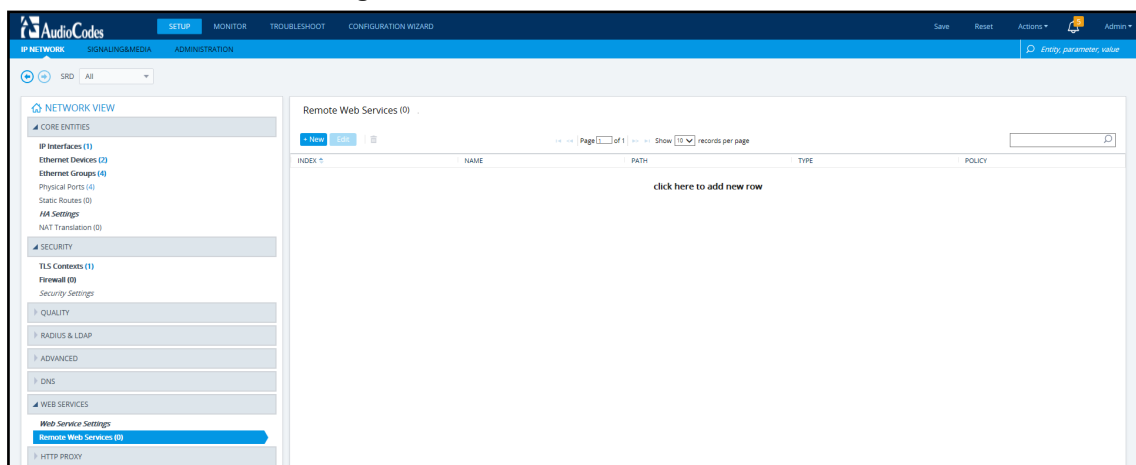 AudioCodes SETUP MONITOR TROUBLESHOOT CONFIGURATION WIZARD Save Reset Actions 5 Admin
IP NETWORK SIGNALING&MEDIA ADMINISTRATION Entity, parameter, value
SRD All
NETWORK VIEW
CORE ENTITIES
IP Interfaces (1)
Ethernet Devices (2)
Ethernet Groups (4)
Physical Ports (4)
Static Routes (0)
HA Settings
NAT Translation (0)
SECURITY
TLS Contexts (1)
Firewall (0)
Security Settings
QUALITY
RADIUS & LDAP
ADVANCED
DNS
WEB SERVICES
Web Service Settings
Remote Web Services (0)
HTTP PROXY
Remote Web Services (0)
+ New Edit Page 1 of 1 Show 10 records per page
INDEX NAME PATH TYPE POLICY
click here to add new row